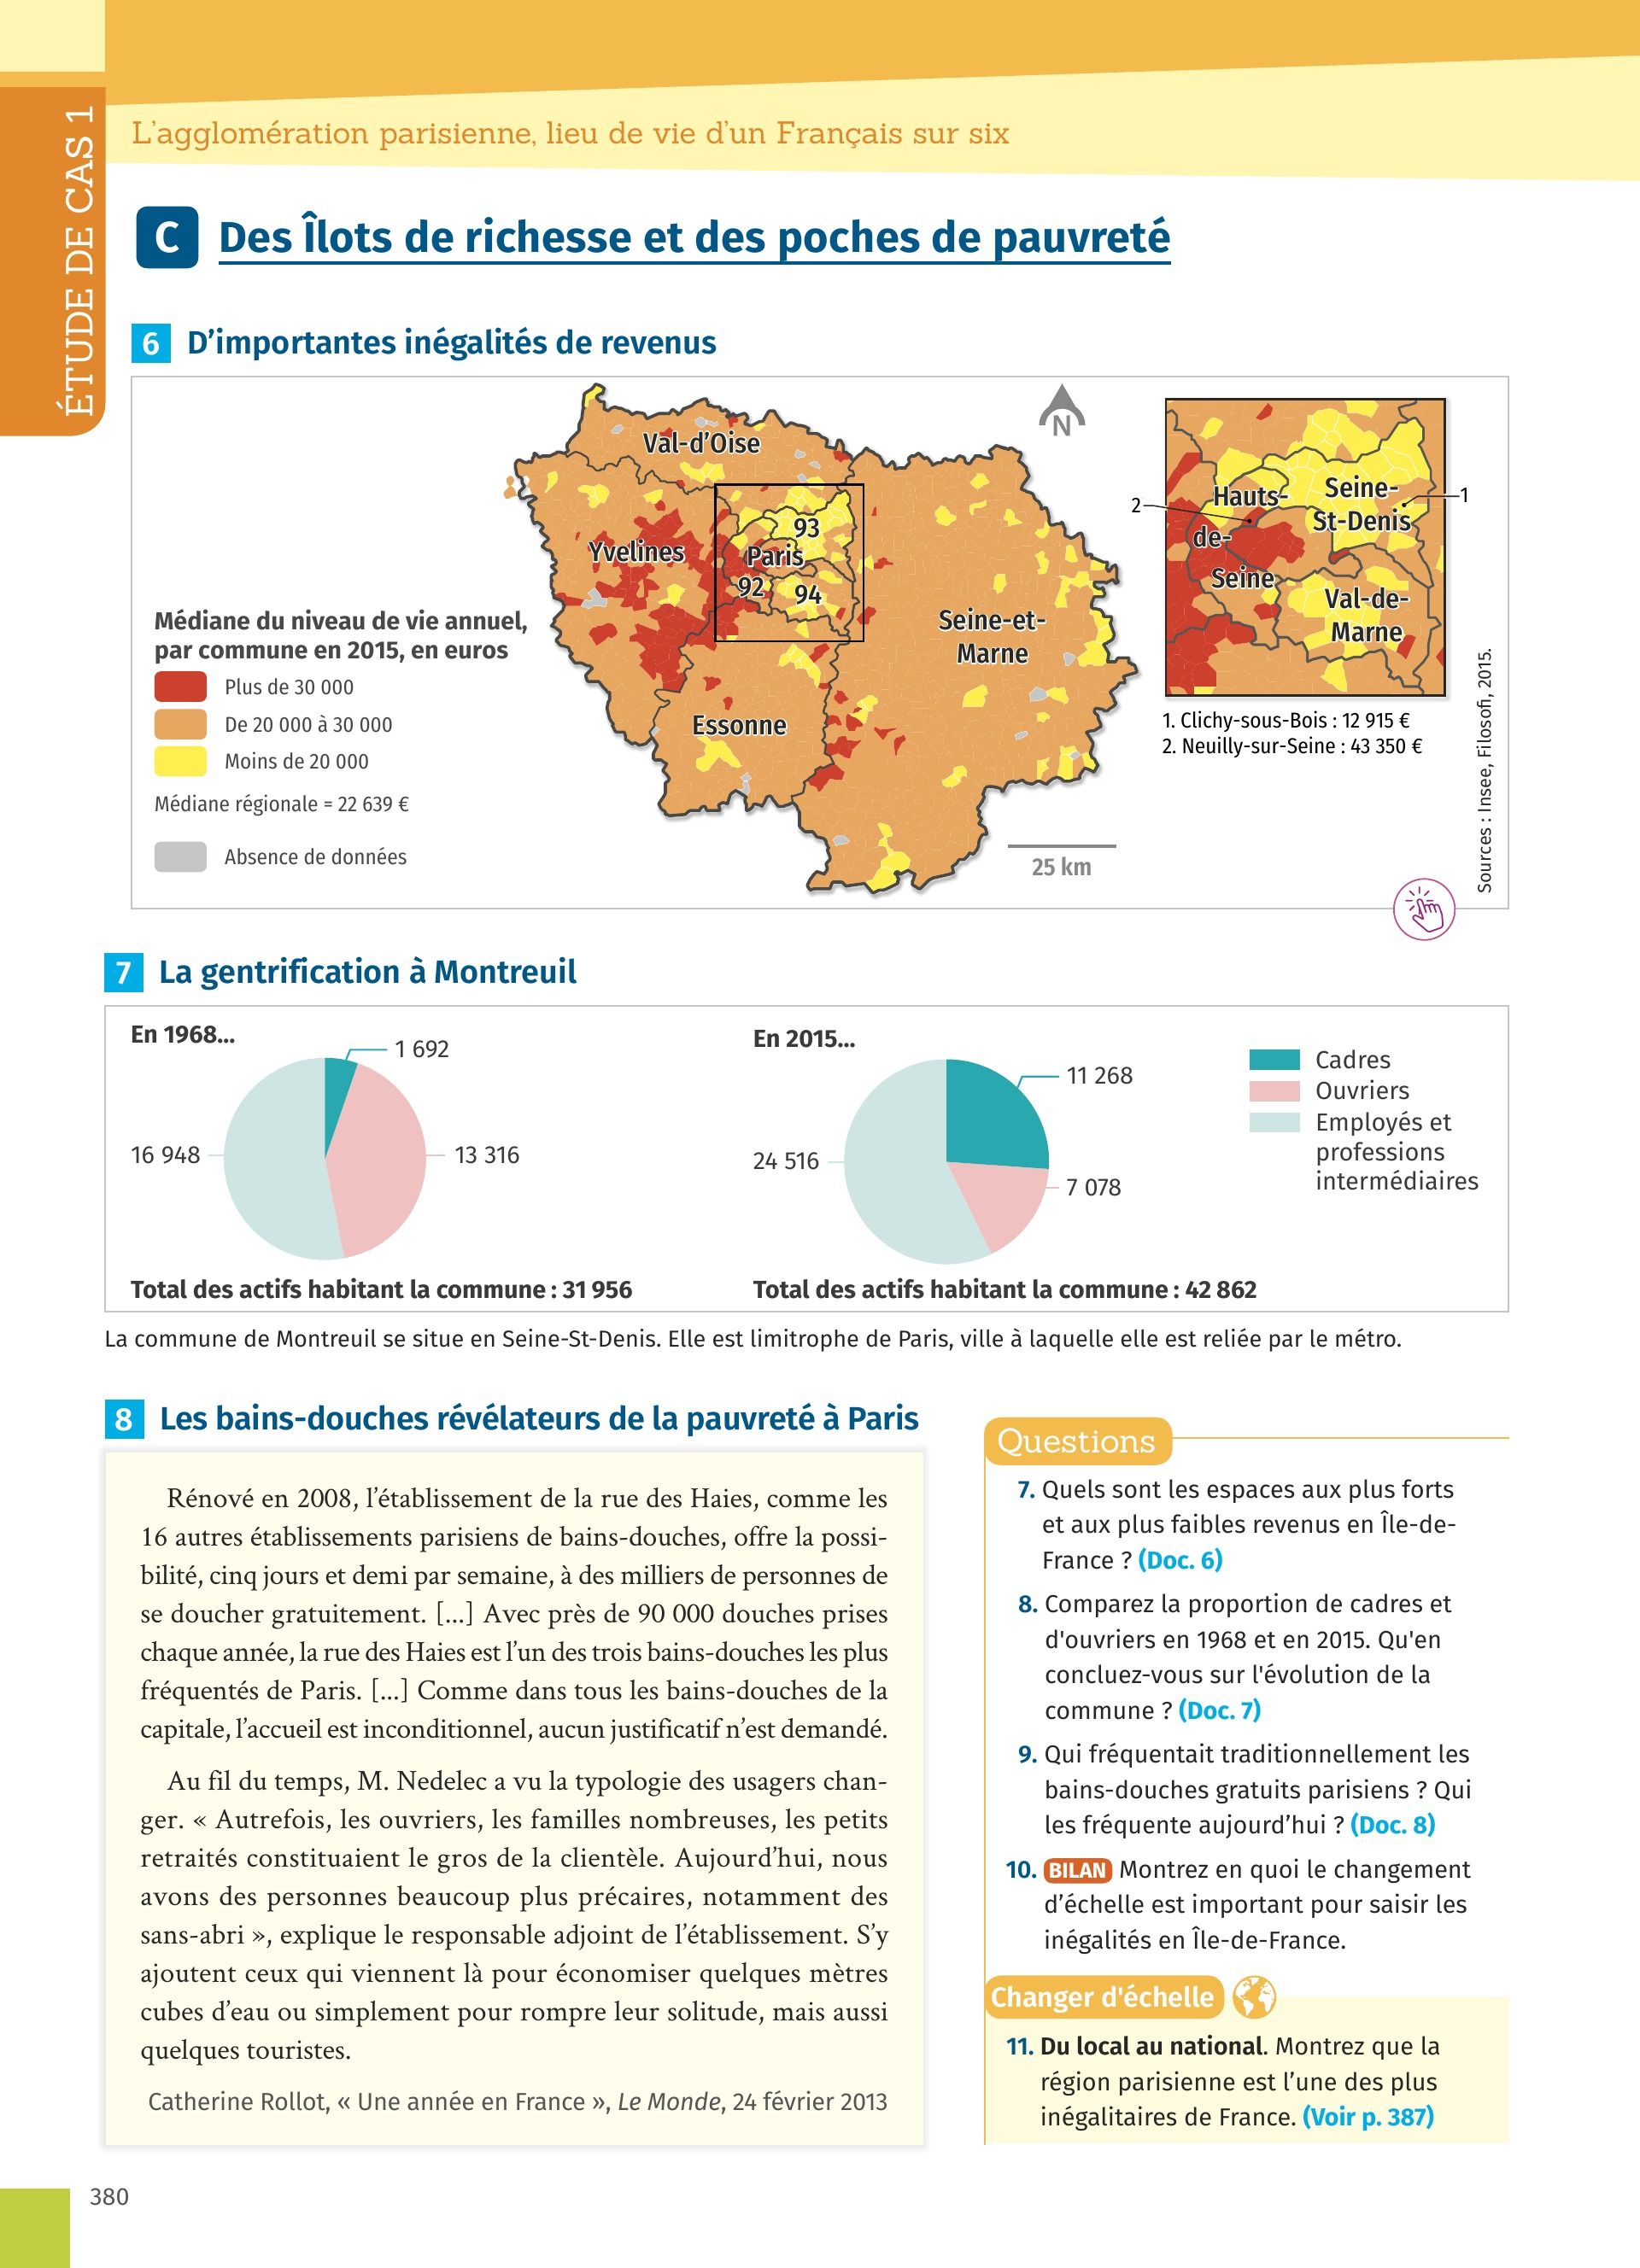 ÉTUDE DE CAS 1
L'agglomération parisienne, lieu de vie d'un Français sur six
C Des Îlots de richesse et des poches de pauvreté
6 D'importantes inégalités de revenus
Médiane du niveau de vie annuel,
par commune en 2015, en euros
Plus de 30 000
De 20 000 à 30 000
Moins de 20 000
Médiane régionale = 22 639 €
Absence de données
Val-d'Oise
Yvelines
93
Paris
92
94
Essonne
Seine-et-
Marne
N
25 km
2
1
Hauts-
de-
Seine
Seine-
St-Denis
Val-de-
Marne
1. Clichy-sous-Bois : 12 915 €
2. Neuilly-sur-Seine : 43 350 €
Sources : Insee, Filosofi, 2015.
7 La gentrification à Montreuil
En 1968...
1 692
16 948
13 316
Total des actifs habitant la commune : 31 956
En 2015...
11 268
24 516
7 078
Total des actifs habitant la commune : 42 862
Cadres
Ouvriers
Employés et
professions
intermédiaires
La commune de Montreuil se situe en Seine-St-Denis. Elle est limitrophe de Paris, ville à laquelle elle est reliée par le métro.
8 Les bains-douches révélateurs de la pauvreté à Paris
Rénové en 2008, l'établissement de la rue des Haies, comme les
16 autres établissements parisiens de bains-douches, offre la possi-
bilité, cinq jours et demi par semaine, à des milliers de personnes de
se doucher gratuitement. [...] Avec près de 90 000 douches prises
chaque année, la rue des Haies est l'un des trois bains-douches les plus
fréquentés de Paris. [...] Comme dans tous les bains-douches de la
capitale, l'accueil est inconditionnel, aucun justificatif n'est demandé.
Au fil du temps, M. Nedelec a vu la typologie des usagers chan-
ger. « Autrefois, les ouvriers, les familles nombreuses, les petits
retraités constituaient le gros de la clientèle. Aujourd'hui, nous
avons des personnes beaucoup plus précaires, notamment des
sans-abri », explique le responsable adjoint de l'établissement. S'y
ajoutent ceux qui viennent là pour économiser quelques mètres
cubes d'eau ou simplement pour rompre leur solitude, mais aussi
quelques touristes.
Catherine Rollot, « Une année en France », Le Monde, 24 février 2013
Questions
7. Quels sont les espaces aux plus forts
et aux plus faibles revenus en Île-de-
France ? (Doc. 6)
8. Comparez la proportion de cadres et
d'ouvriers en 1968 et en 2015. Qu'en
concluez-vous sur l'évolution de la
commune ? (Doc. 7)
9. Qui fréquentait traditionnellement les
bains-douches gratuits parisiens ? Qui
les fréquente aujourd'hui ? (Doc. 8)
10. BILAN Montrez en quoi le changement
d'échelle est important pour saisir les
inégalités en Île-de-France.
Changer d'échelle
11. Du local au national. Montrez que la
région parisienne est l'une des plus
inégalitaires de France. (Voir p. 387)
380